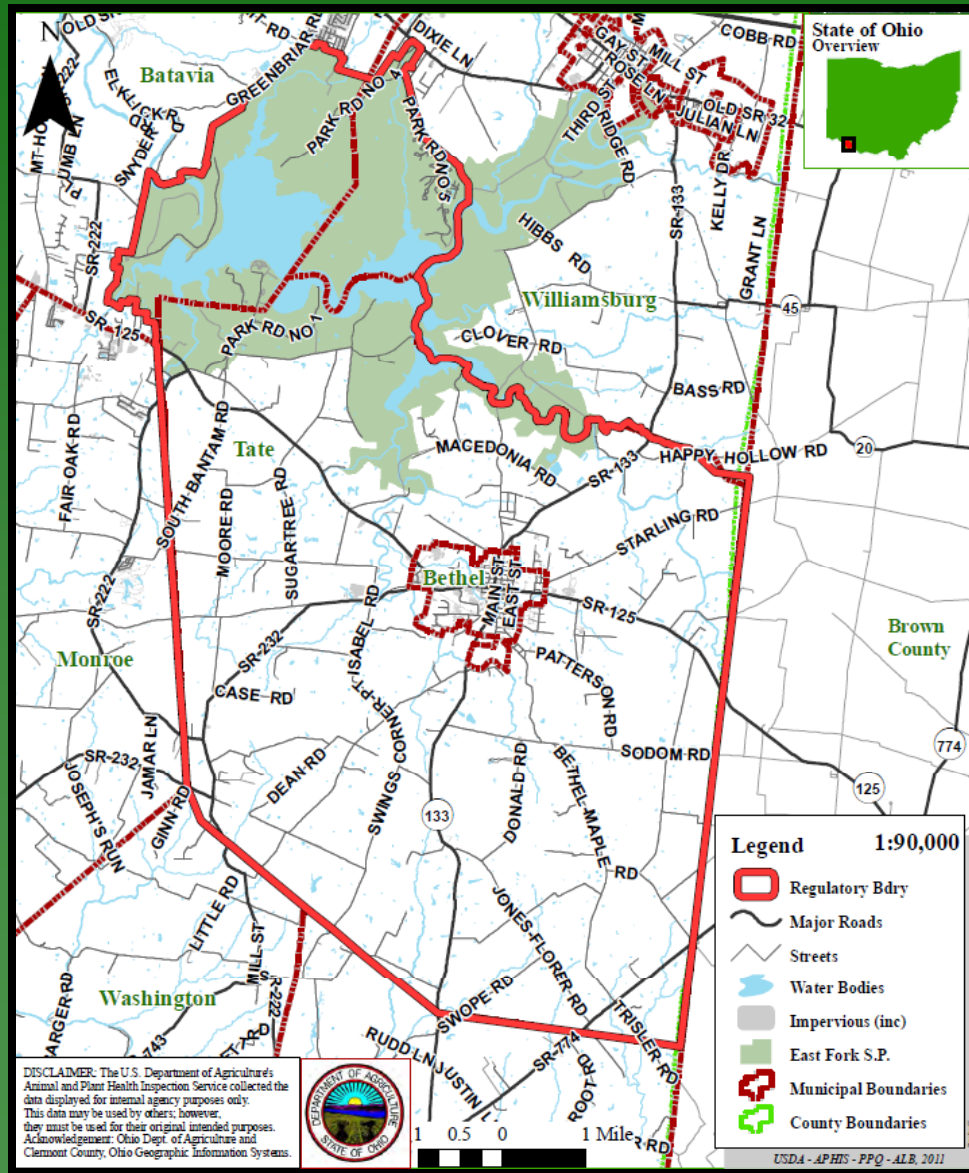 N
OLD SR
MT-RD
GREENBRIAR RD
DIXIE LN
COBB RD
GAY ST
MILL ST
ROSE LN
OLD SR 32
JULIAN LN
THIRD ST
RIDGE RD
State of Ohio
Overview
Batavia
ELKLICK RD
SNYDER
SR-222
PLUMB LN
PARK RD NO 4
PARK RD NO 5
KELLY DR
SR-133
GRANT LN
HIBBS RD
SR-222
Williamsburg
45
SR-125
PARK RD NO 1
CLOVER RD
BASS RD
Tate
FAIR OAK RD
SOUTH BANTAM RD
MOORE RD
SUGARTREE RD
MACEDONIA RD
SR-133
HAPPY HOLLOW RD
20
STARLING RD
Bethel
MAIN ST
EAST ST
SR-125
SR-222
SR-232
SWINGS CORNER-PT-ISABEL RD
Monroe
CASE RD
PATTERSON RD
Brown
County
SODOM RD
774
SR-232
JAMAR LN
JOSEPH'S RUN
GINN RD
DEAN RD
133
DONALD RD
BETHEL-MAPLE RD
125
LITTLE RD
MILL ST
SR-222
JONES-FLORER RD
Washington
SWOPE RD
TRISLER RD
SR-774
RUDD LN
JUSTIN
ROOT RD
Legend 1:90,000
Regulatory Bdry
Major Roads
Streets
Water Bodies
Impervious (inc)
East Fork S.P.
Municipal Boundaries
County Boundaries
DISCLAIMER: The U.S. Department of Agriculture's
Animal and Plant Health Inspection Service collected the
data displayed for internal agency purposes only.
This data may be used by others; however,
they must be used for their original intended purposes.
Acknowledgement: Ohio Dept. of Agriculture and
Clermont County, Ohio Geographic Information Systems.
DEPARTMENT OF AGRICULTURE
STATE OF OHIO
1 0.5 0 1 Mile
USDA - APHIS - PPQ - ALB, 2011